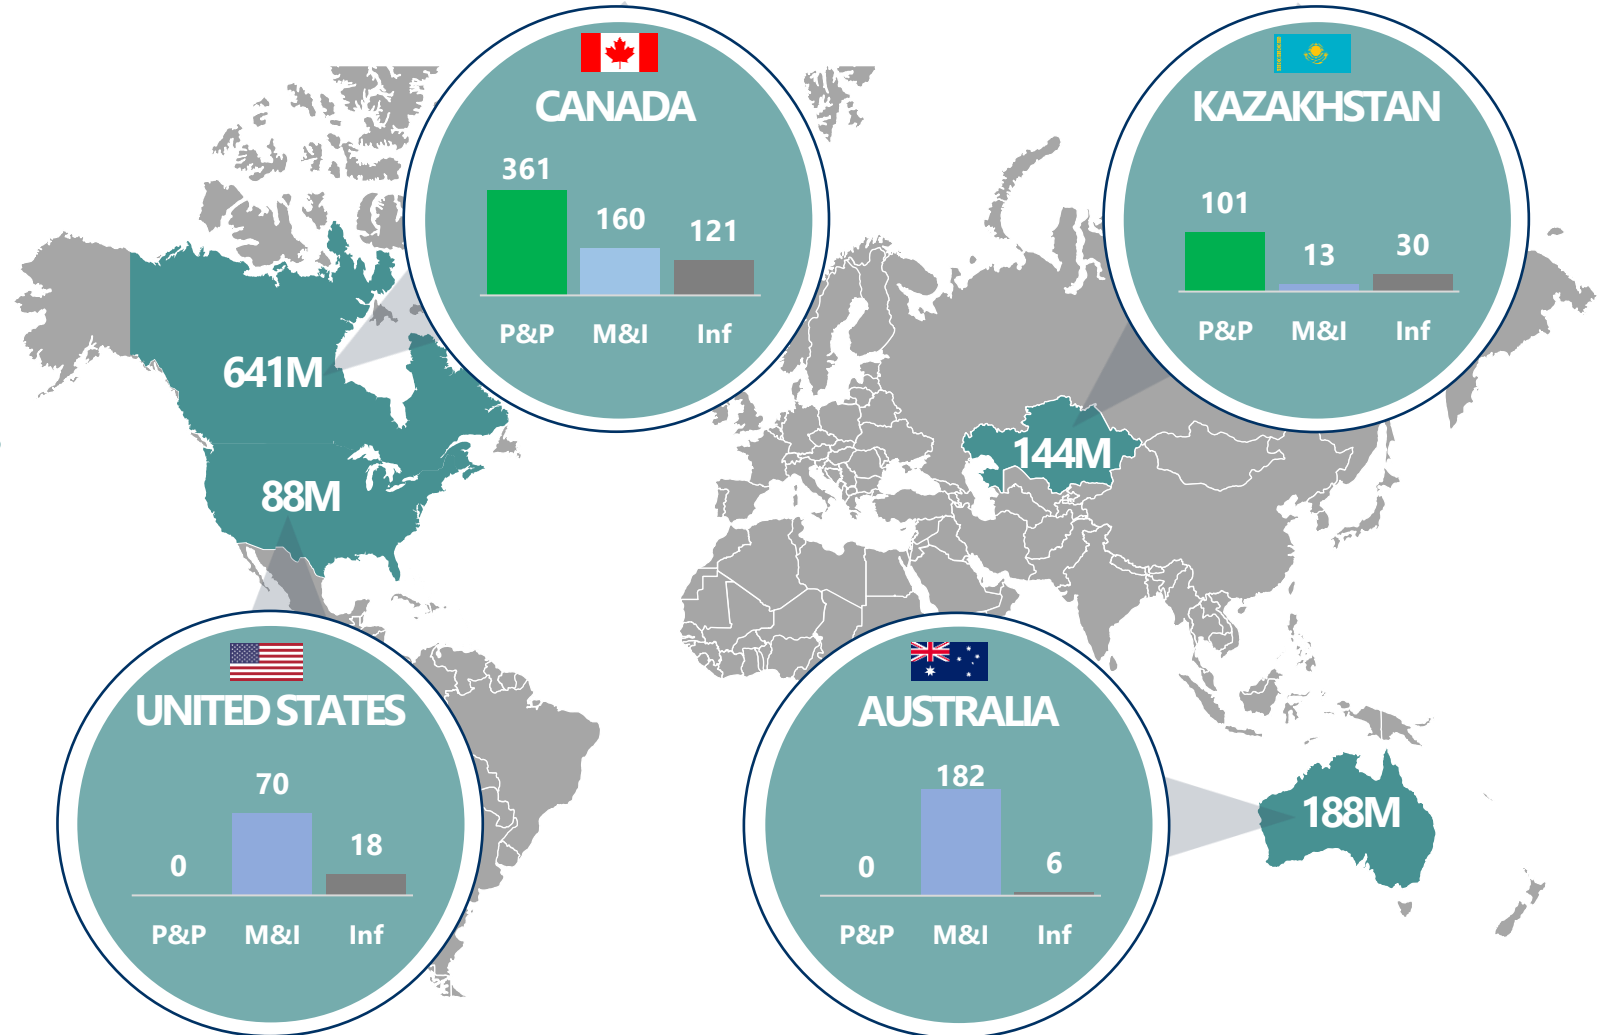 CANADA
361
160
121
P&P M&I Inf
KAZAKHSTAN
101
13
30
P&P M&I Inf
641M
88M
144M
UNITED STATES
0
70
18
P&P M&I Inf
AUSTRALIA
0
182
6
P&P M&I Inf
188M